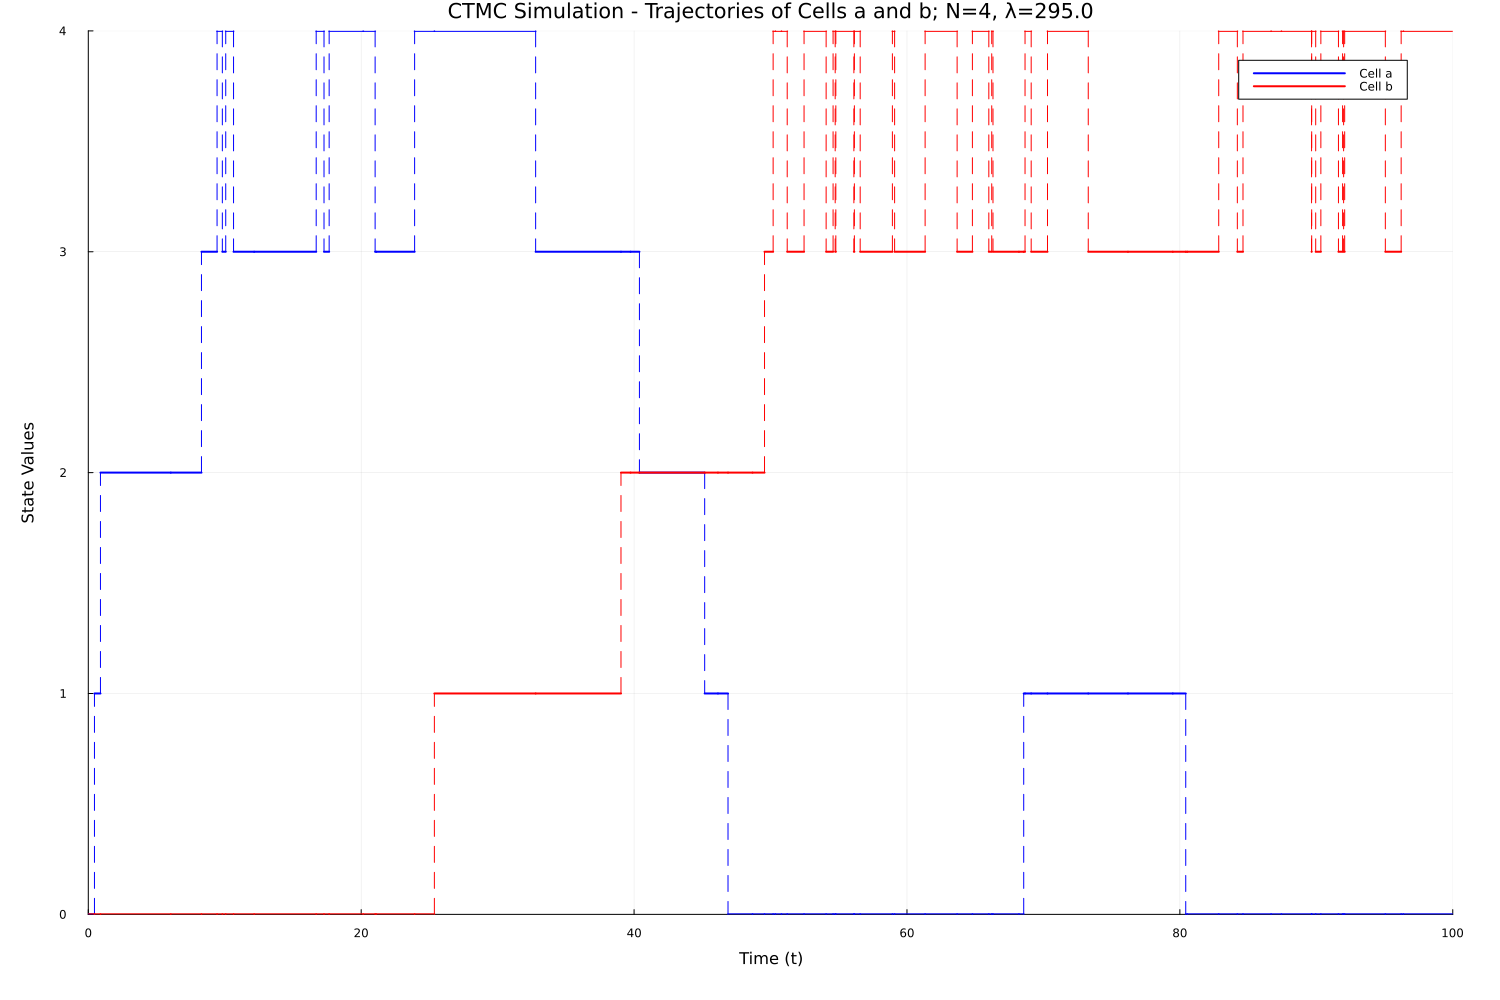 CTMC Simulation - Trajectories of Cells a and b; N=4, λ=295.0
4
Cell a
Cell b
3
State Values
2
1
0
0 20 40 60 80 100
Time (t)